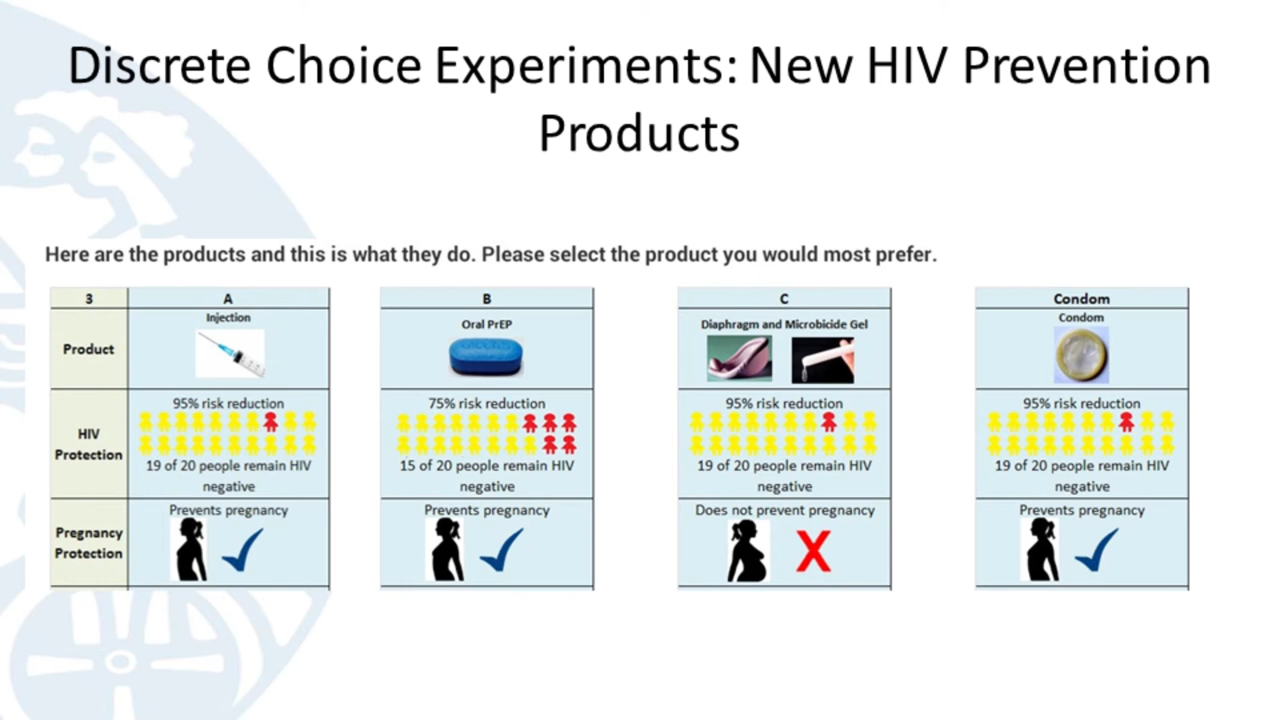 Discrete Choice Experiments: New HIV Prevention
Products
Here are the products and this is what they do. Please select the product you would most prefer.
3
A
B
C
Condom
Product
Injection
Oral PrEP
Diaphragm and Microbicide Gel
Condom
HIV
Protection
95% risk reduction
19 of 20 people remain HIV
negative
75% risk reduction
15 of 20 people remain HIV
negative
95% risk reduction
19 of 20 people remain HIV
negative
95% risk reduction
19 of 20 people remain HIV
negative
Pregnancy
Protection
Prevents pregnancy
Prevents pregnancy
Does not prevent pregnancy
X
Prevents pregnancy